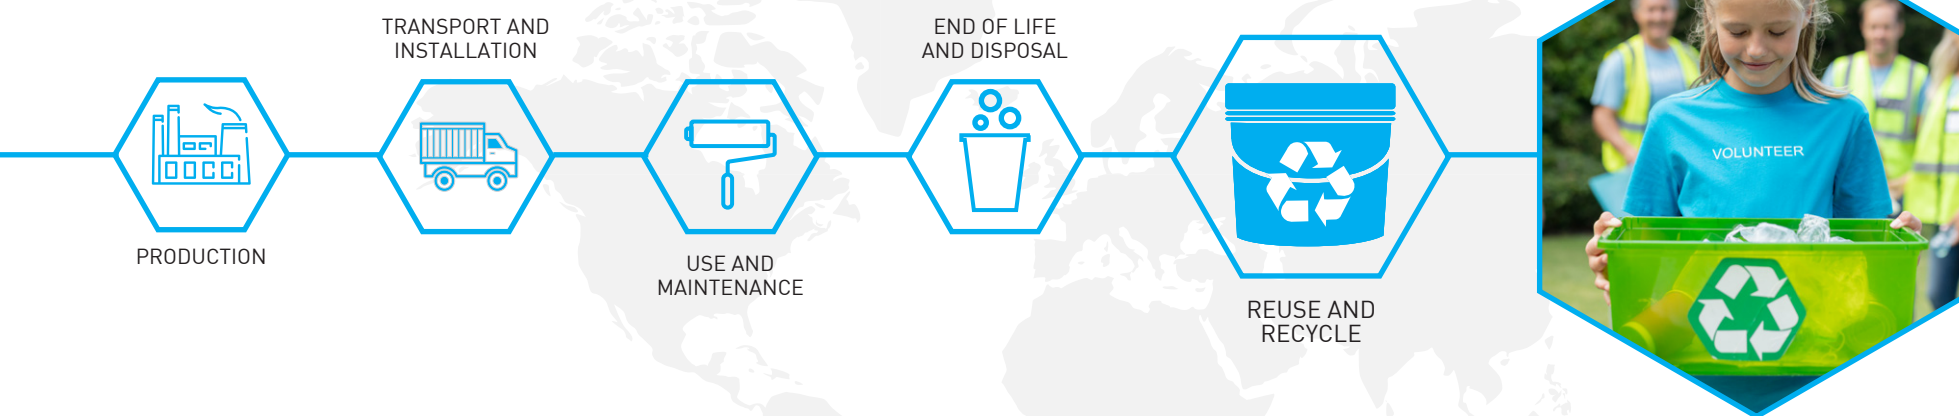 PRODUCTION
TRANSPORT AND
INSTALLATION
USE AND
MAINTENANCE
END OF LIFE
AND DISPOSAL
REUSE AND
RECYCLE
VOLUNTEER